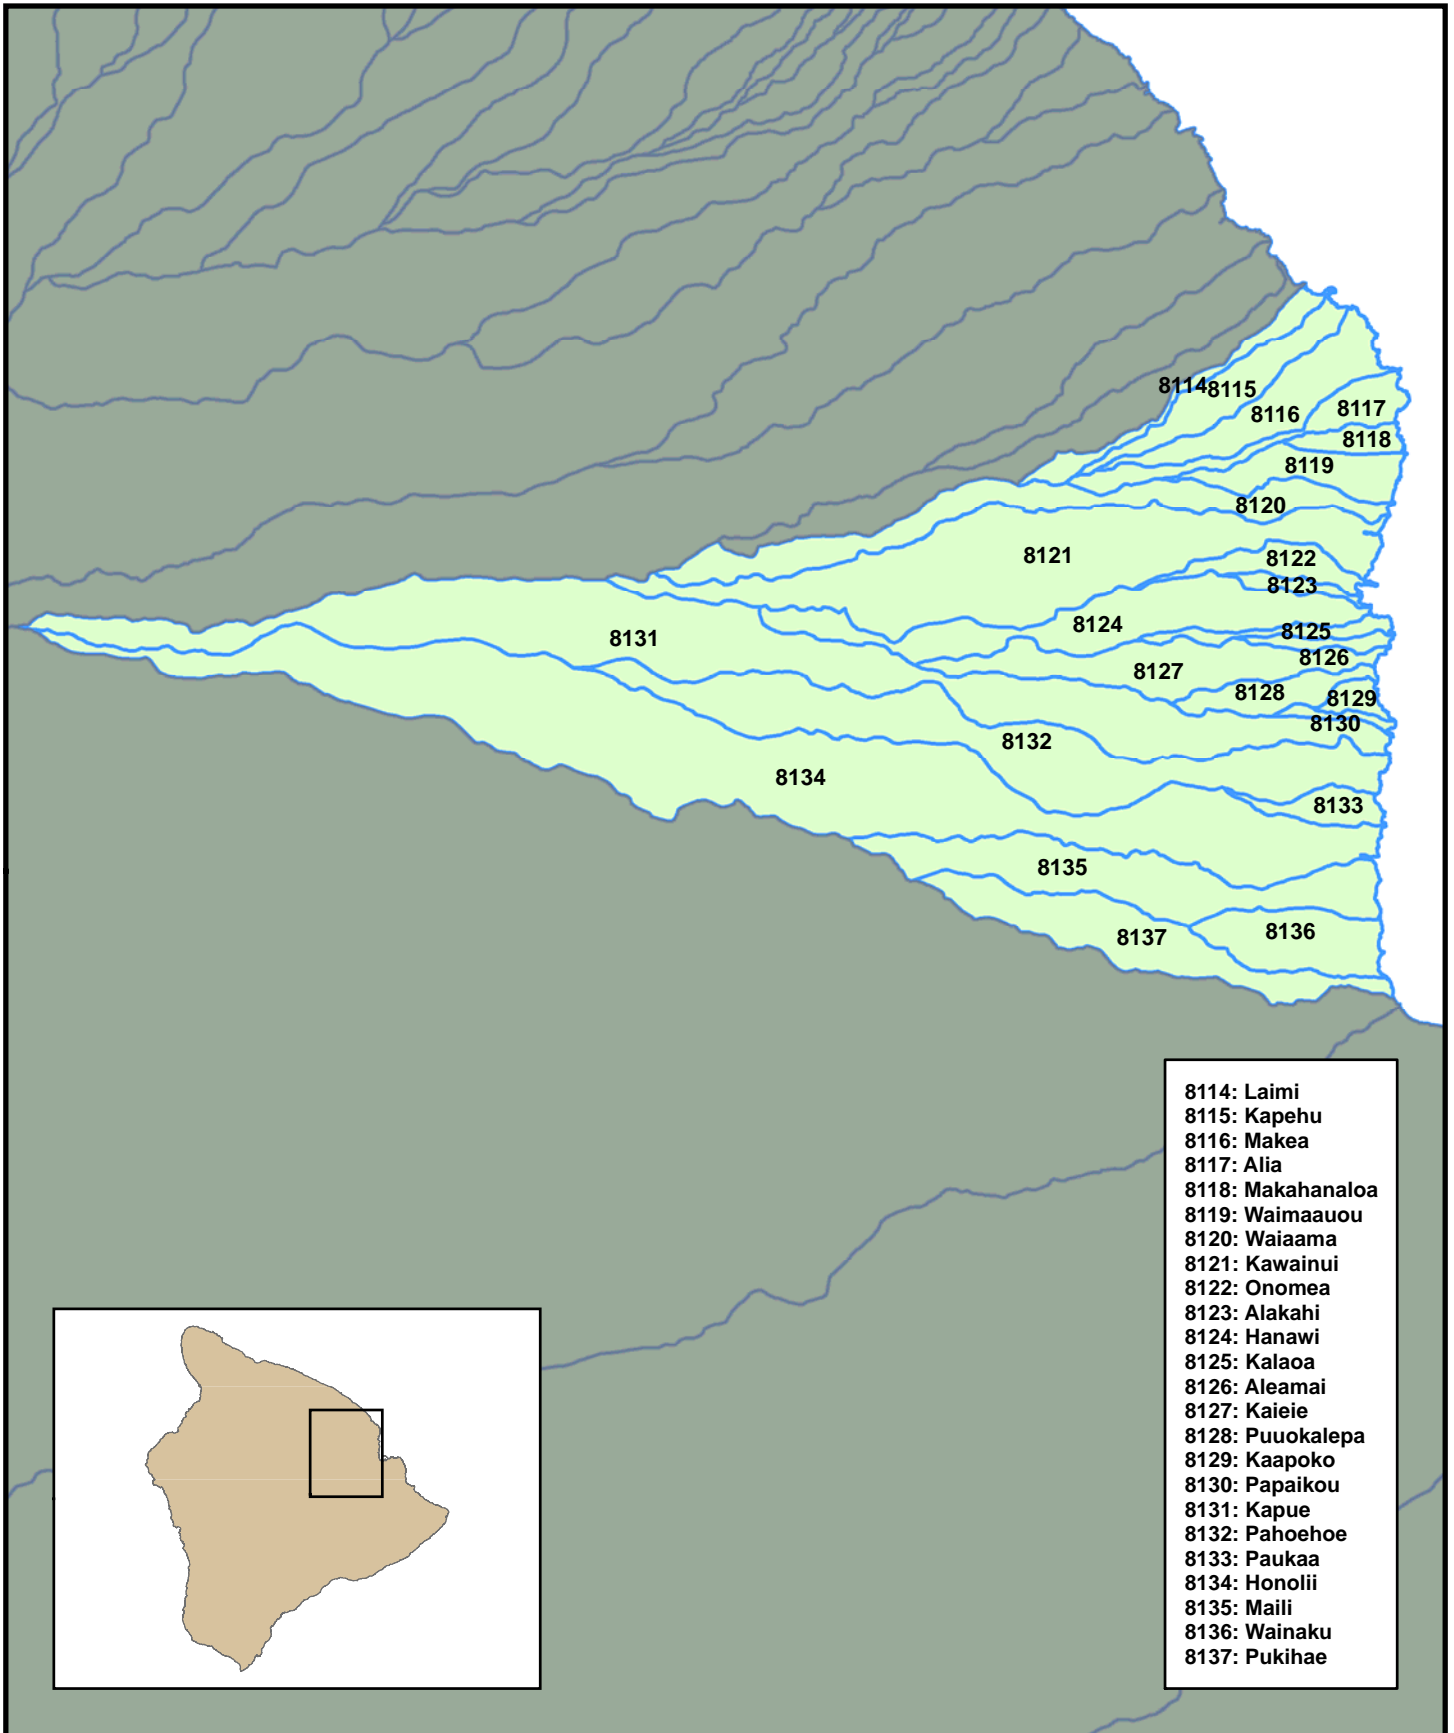 8114
8115
8116
8117
8118
8119
8120
8121
8122
8123
8124
8125
8131
8126
8127
8128
8129
8130
8132
8134
8133
8135
8136
8137
8114: Laimi
8115: Kapehu
8116: Makea
8117: Alia
8118: Makahanaloa
8119: Waimaauou
8120: Waiaama
8121: Kawainui
8122: Onomea
8123: Alakahi
8124: Hanawi
8125: Kalaoa
8126: Aleamai
8127: Kaieie
8128: Puuokalepa
8129: Kaapoko
8130: Papaikou
8131: Kapue
8132: Pahoehoe
8133: Paukaa
8134: Honolii
8135: Maili
8136: Wainaku
8137: Pukihae